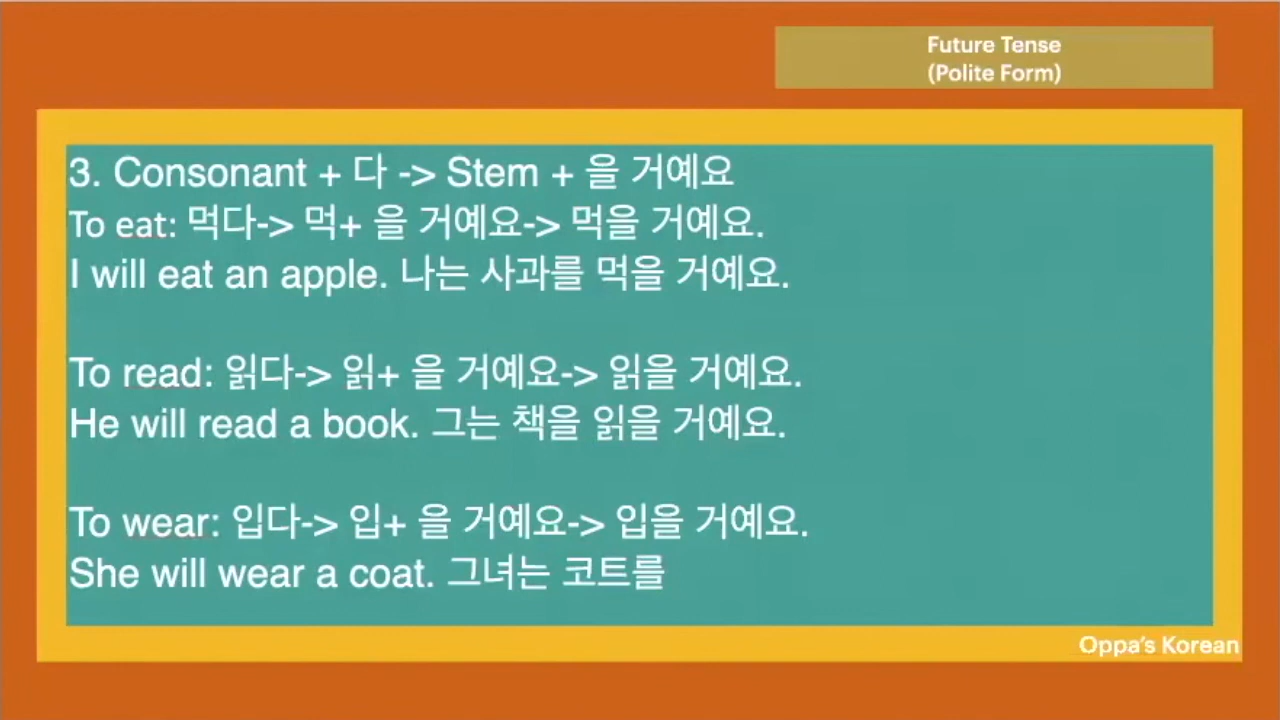 Future Tense
(Polite Form)
3. Consonant + 다 -> Stem + 을 거예요
To eat: 먹다-> 먹+ 을 거예요-> 먹을 거예요.
I will eat an apple. 나는 사과를 먹을 거예요.
To read: 읽다-> 읽+ 을 거예요-> 읽을 거예요.
He will read a book. 그는 책을 읽을 거예요.
To wear: 입다-> 입+ 을 거예요-> 입을 거예요.
She will wear a coat. 그녀는 코트를
Oppa's Korean